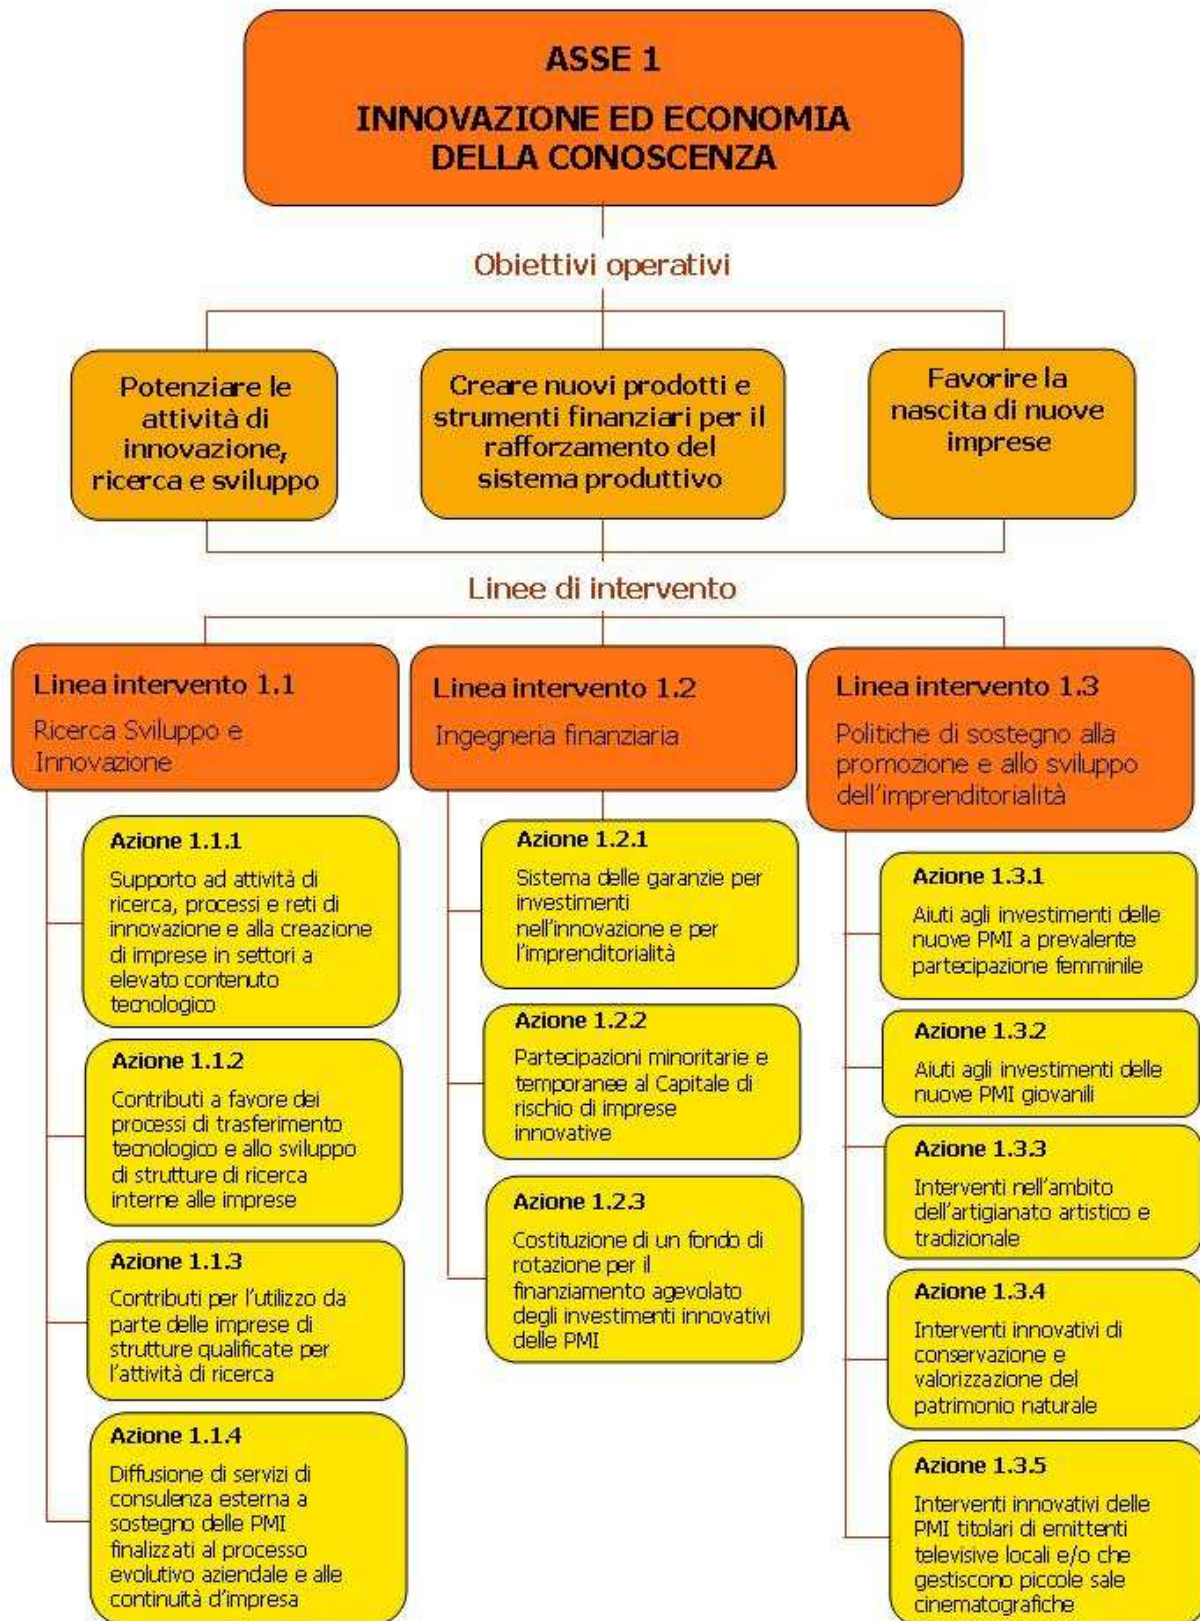 ASSE 1
INNOVAZIONE ED ECONOMIA
DELLA CONOSCENZA
Obiettivi operativi
Potenziare le
attività di
innovazione,
ricerca e sviluppo
Creare nuovi prodotti e
strumenti finanziari per il
rafforzamento del
sistema produttivo
Favorire la
nascita di nuove
imprese
Linee di intervento
Linea intervento 1.1
Ricerca Sviluppo e
Innovazione
Azione 1.1.1
Supporto ad attività di
ricerca, processi e reti di
innovazione e alla creazione
di imprese in settori a
elevato contenuto
tecnologico
Azione 1.1.2
Contributi a favore dei
processi di trasferimento
tecnologico e allo sviluppo
di strutture di ricerca
interne alle imprese
Azione 1.1.3
Contributi per l'utilizzo da
parte delle imprese di
strutture qualificate per
l'attività di ricerca
Azione 1.1.4
Diffusione di servizi di
consulenza esterna a
sostegno delle PMI
finalizzati al processo
evolutivo aziendale e alle
continuità d'impresa
Linea intervento 1.2
Ingegneria finanziaria
Azione 1.2.1
Sistema delle garanzie per
investimenti
nell'innovazione e per
l'imprenditorialità
Azione 1.2.2
Partecipazioni minoritarie e
temporanee al Capitale di
rischio di imprese
innovative
Azione 1.2.3
Costituzione di un fondo di
rotazione per il
finanziamento agevolato
degli investimenti innovativi
delle PMI
Linea intervento 1.3
Politiche di sostegno alla
promozione e allo sviluppo
dell'imprenditorialità
Azione 1.3.1
Aiuti agli investimenti delle
nuove PMI a prevalente
partecipazione femminile
Azione 1.3.2
Aiuti agli investimenti delle
nuove PMI giovanili
Azione 1.3.3
Interventi nell'ambito
dell'artigianato artistico e
tradizionale
Azione 1.3.4
Interventi innovativi di
conservazione e
valorizzazione del
patrimonio naturale
Azione 1.3.5
Interventi innovativi delle
PMI titolari di emittenti
televisive locali e/o che
gestiscono piccole sale
cinematografiche